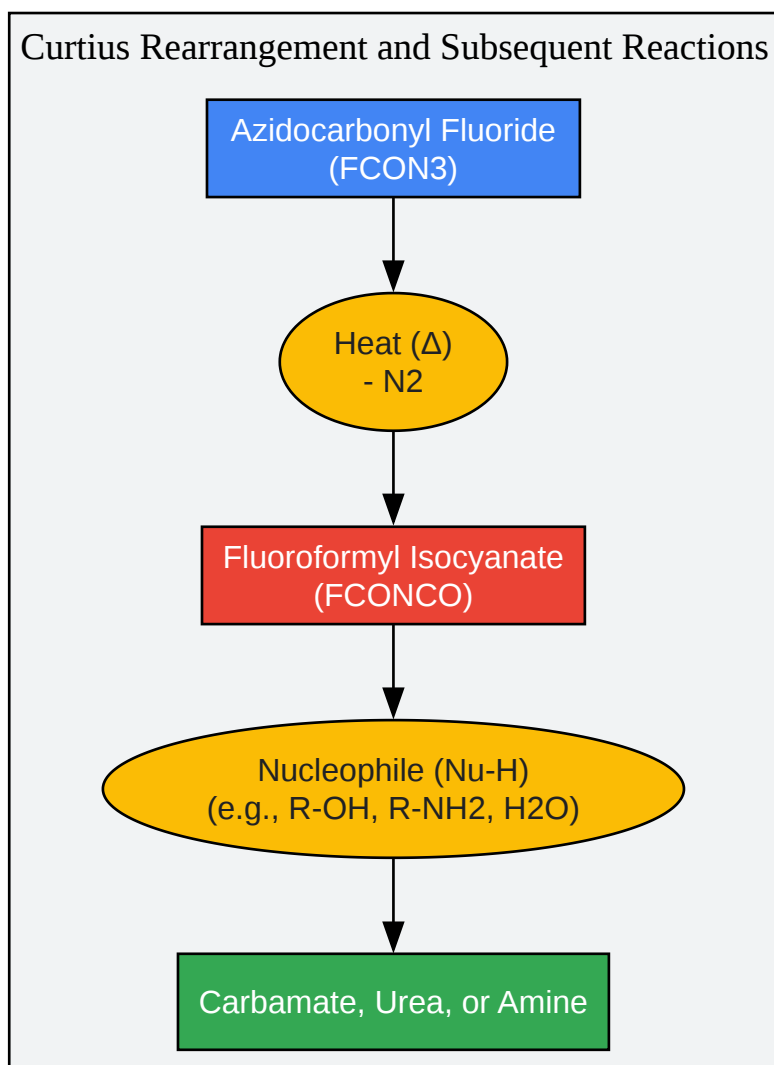 Curtius Rearrangement and Subsequent Reactions
Azidocarbonyl Fluoride
(FCON3)
Heat (Δ)
- N2
Fluoroformyl Isocyanate
(FCONCO)
Nucleophile (Nu-H)
(e.g., R-OH, R-NH2, H2O)
Carbamate, Urea, or Amine